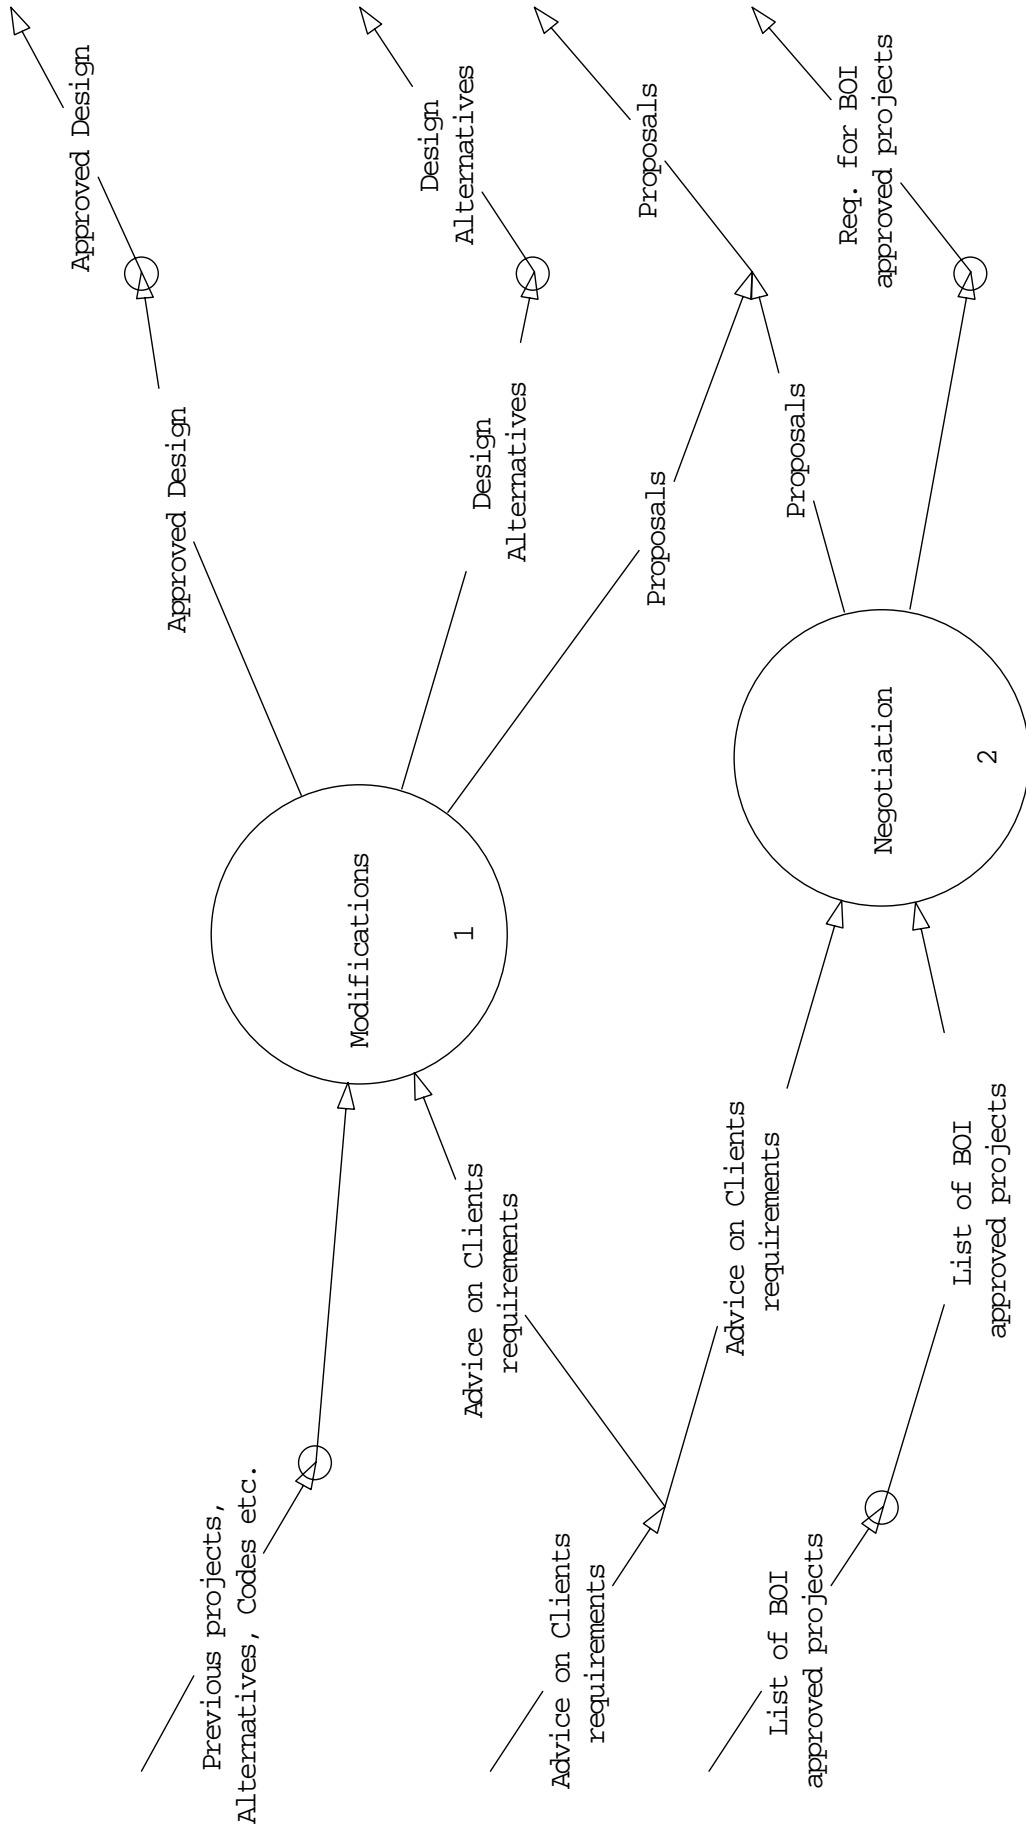 Previous projects,
Alternatives, Codes etc.
Advice on Clients
requirements
List of BOI
approved projects
Advice on Clients
requirements
Advice on Clients
requirements
List of BOI
approved projects
Modifications
1
Negotiation
2
Approved Design
Design
Alternatives
Proposals
Proposals
Approved Design
Design
Alternatives
Proposals
Req. for BOI
approved projects